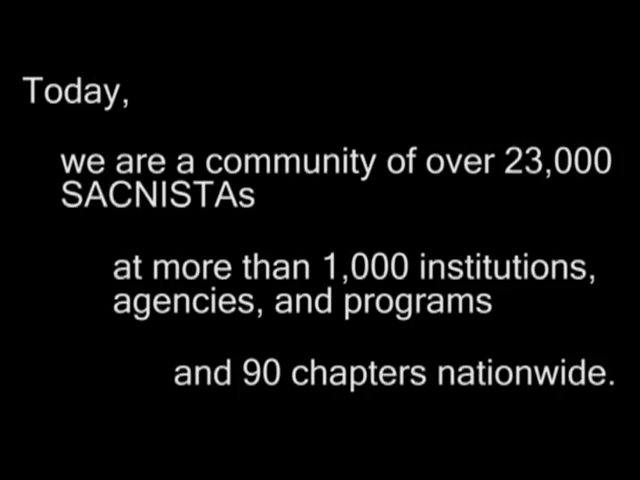 Today,
we are a community of over 23,000
SACNISTAs
at more than 1,000 institutions,
agencies, and programs
and 90 chapters nationwide.